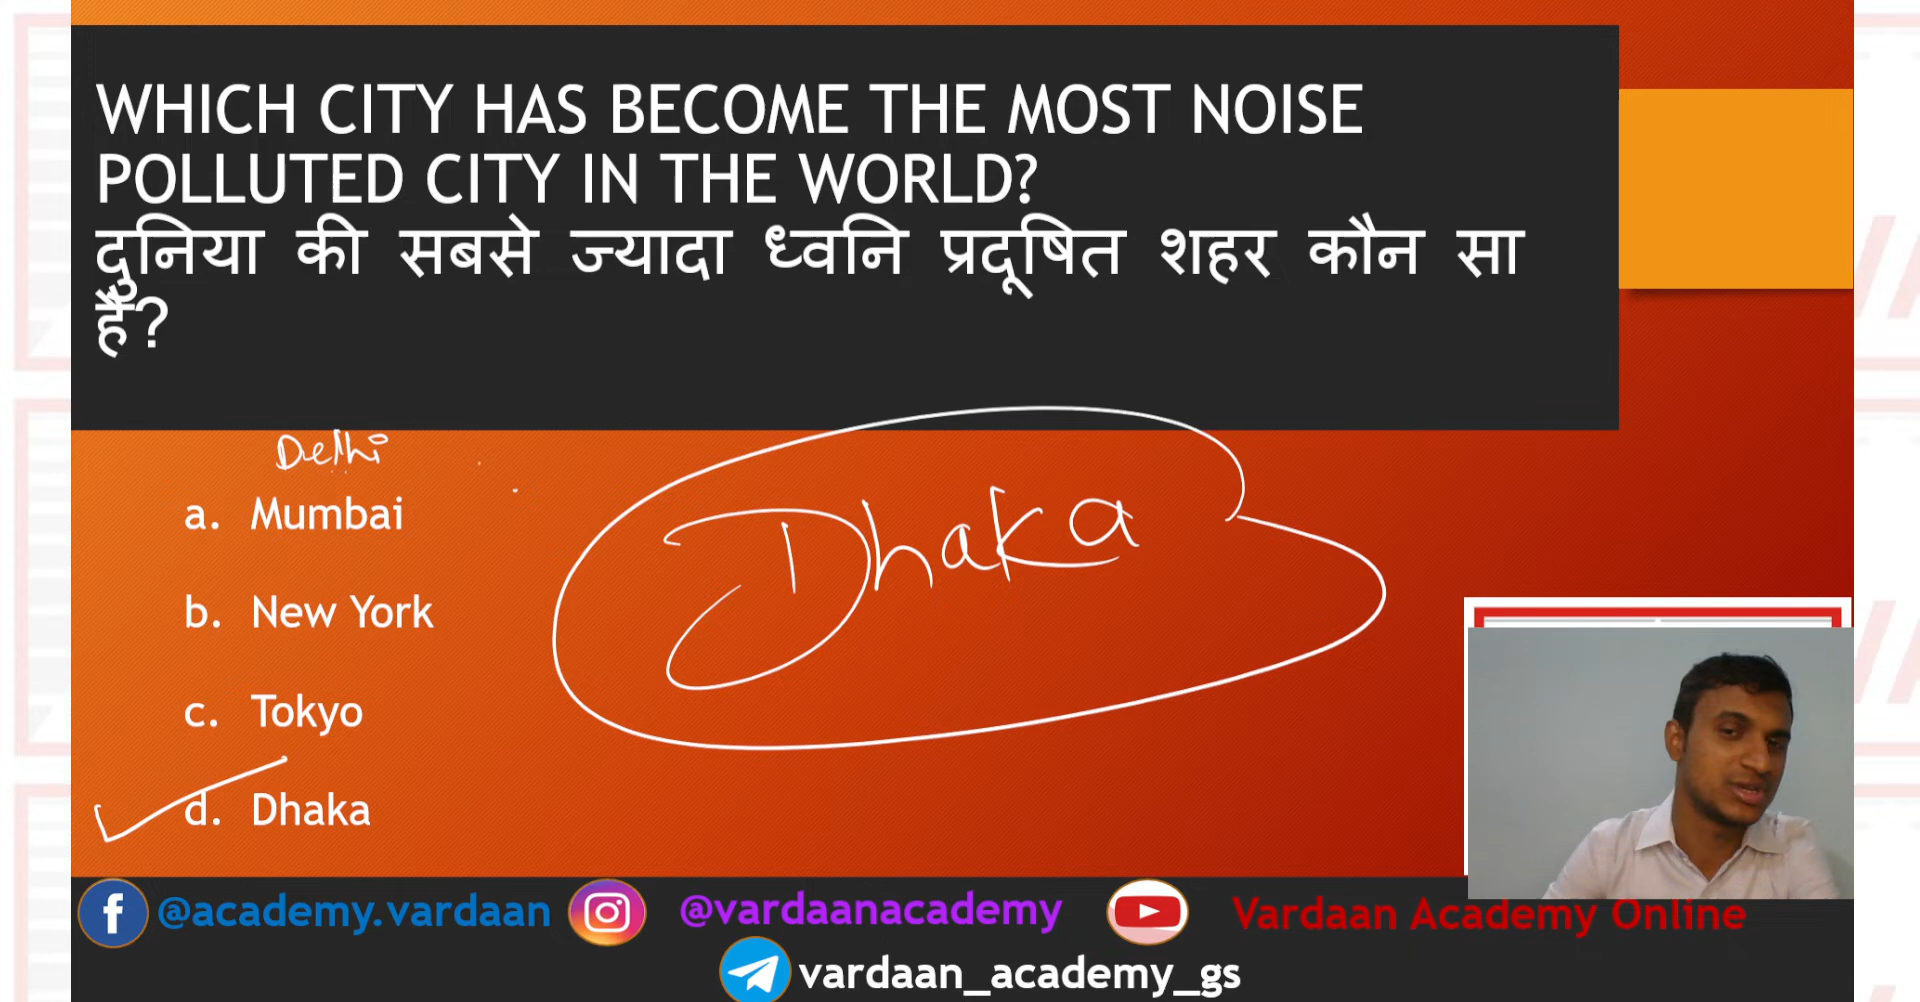 WHICH CITY HAS BECOME THE MOST NOISE
POLLUTED CITY IN THE WORLD?
दुनिया की सबसे ज्यादा ध्वनि प्रदूषित शहर कौन सा
हैं?
Delhi
a. Mumbai
Dhaka
b. New York
c. Tokyo
d. Dhaka
@academy.vardaan @vardaanacademy Vardaan Academy Online
vardaan_academy_gs